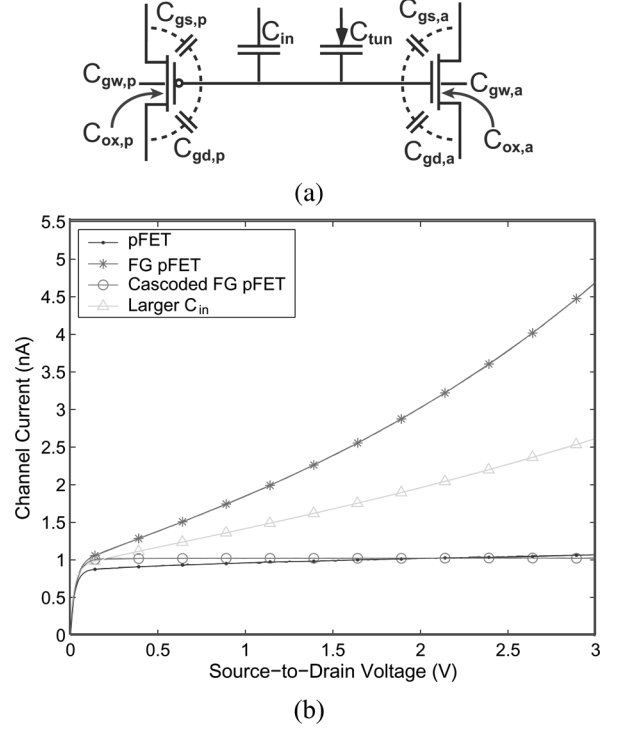 C_gs,p
C_in
C_tun
C_gs,a
C_gw,p
C_gw,a
C_ox,p
C_gd,p
C_gd,a
C_ox,a
(a)
5.5
5
4.5
4
3.5
3
2.5
2
1.5
1
0.5
0
pFET
FG pFET
Cascoded FG pFET
Larger C_in
Channel Current (nA)
0 0.5 1 1.5 2 2.5 3
Source−to−Drain Voltage (V)
(b)